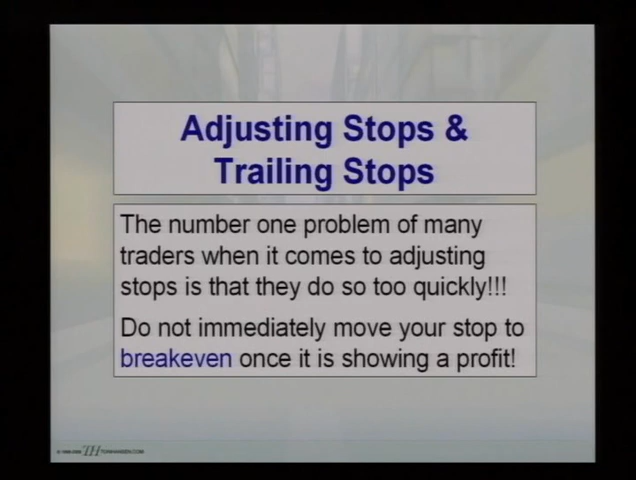 Adjusting Stops &
Trailing Stops
The number one problem of many
traders when it comes to adjusting
stops is that they do so too quickly!!!
Do not immediately move your stop to
breakeven once it is showing a profit!
TH